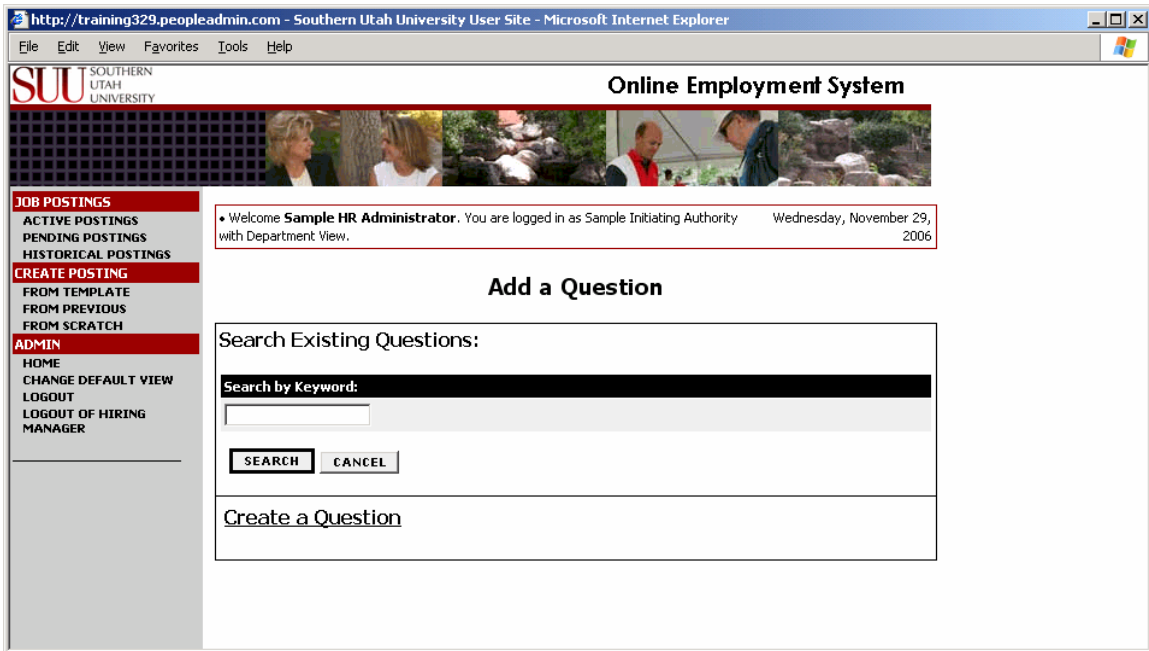 http://training329.peopleadmin.com - Southern Utah University User Site - Microsoft Internet Explorer
File Edit View Favorites Tools Help
SUU SOUTHERN
UTAH
UNIVERSITY
Online Employment System
JOB POSTINGS
ACTIVE POSTINGS
PENDING POSTINGS
HISTORICAL POSTINGS
CREATE POSTING
FROM TEMPLATE
FROM PREVIOUS
FROM SCRATCH
ADMIN
HOME
CHANGE DEFAULT VIEW
LOGOUT
LOGOUT OF HIRING
MANAGER
• Welcome Sample HR Administrator. You are logged in as Sample Initiating Authority
with Department View.
Wednesday, November 29,
2006
Add a Question
Search Existing Questions:
Search by Keyword:
SEARCH CANCEL
Create a Question